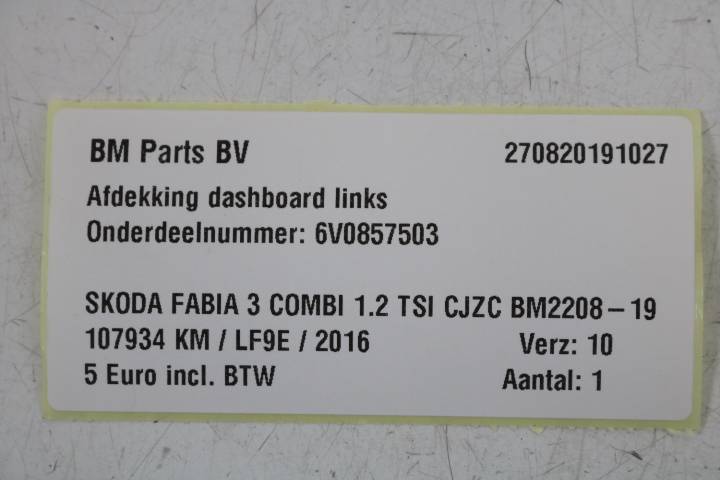 BM Parts BV 270820191027
Afdekking dashboard links
Onderdeelnummer: 6V0857503
SKODA FABIA 3 COMBI 1.2 TSI CJZC BM2208-19
107934 KM / LF9E / 2016 Verz: 10
5 Euro incl. BTW Aantal: 1